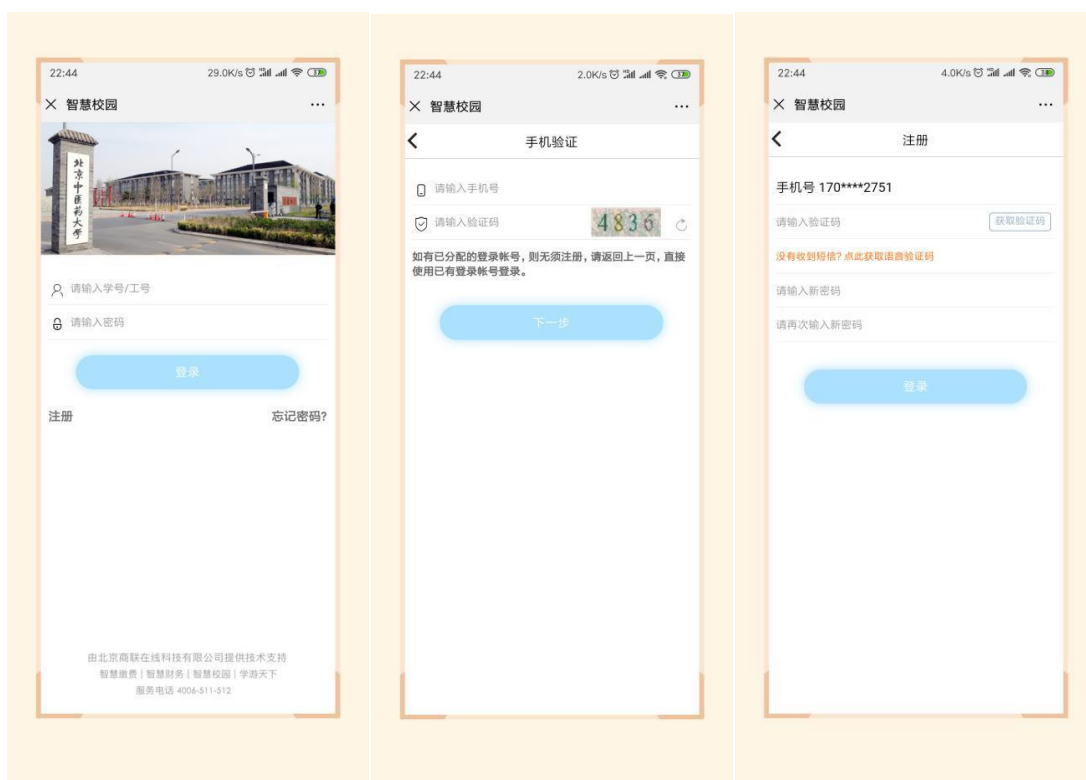 22:44
29.0K/s
智慧校园
北京中医药大学
请输入学号/工号
请输入密码
登录
注册
忘记密码?
由北京商联在线科技有限公司提供技术支持
智慧缴费 | 智慧财务 | 智慧校园 | 学游天下
服务电话 4006-511-512
22:44
2.0K/s
智慧校园
手机验证
请输入手机号
请输入验证码
4836
如有已分配的登录帐号，则无须注册，请返回上一页，直接
使用已有登录帐号登录。
下一步
22:44
4.0K/s
智慧校园
注册
手机号 170****2751
请输入验证码
获取验证码
没有收到短信? 点此获取语音验证码
请输入新密码
请再次输入新密码
登录